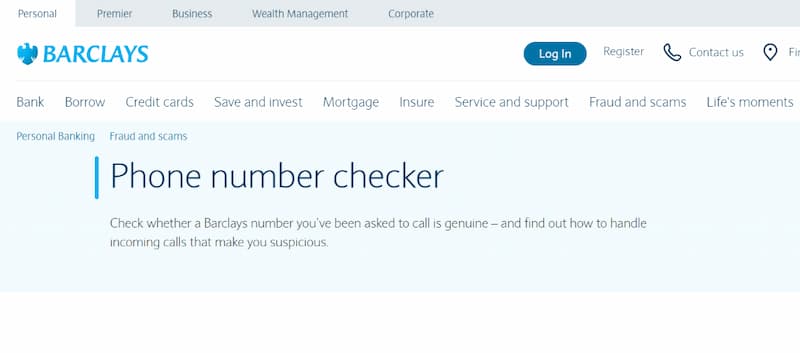 Personal Premier Business Wealth Management Corporate
BARCLAYS Log In Register Contact us
Bank Borrow Credit cards Save and invest Mortgage Insure Service and support Fraud and scams Life's moments
Personal Banking Fraud and scams
Phone number checker
Check whether a Barclays number you've been asked to call is genuine – and find out how to handle
incoming calls that make you suspicious.